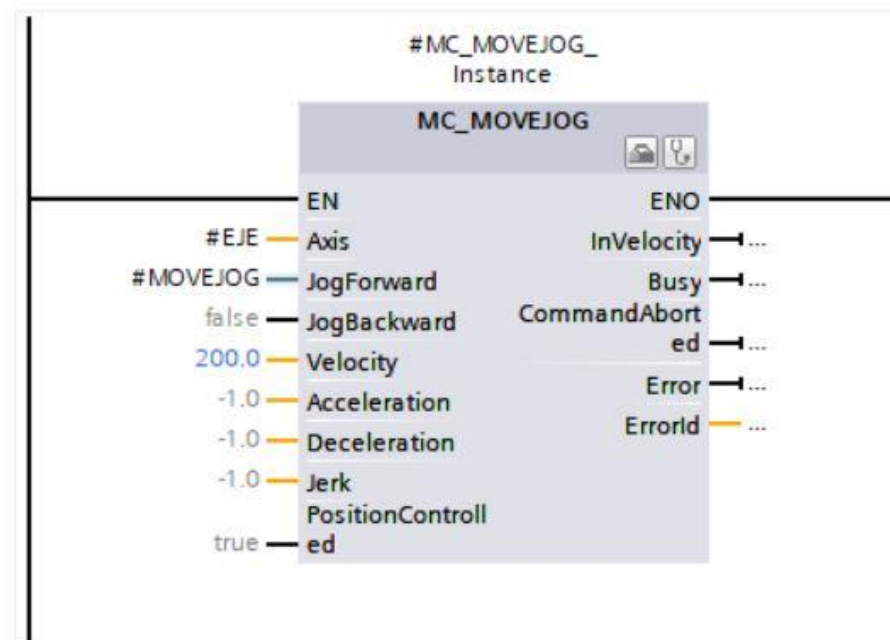 #MC_MOVEJOG_
Instance
MC_MOVEJOG
EN ENO
#EJE Axis InVelocity ...
#MOVEJOG JogForward Busy ...
false JogBackward CommandAbort
ed ...
200.0 Velocity
-1.0 Acceleration Error ...
-1.0 Deceleration ErrorId ...
-1.0 Jerk
PositionControll
true ed